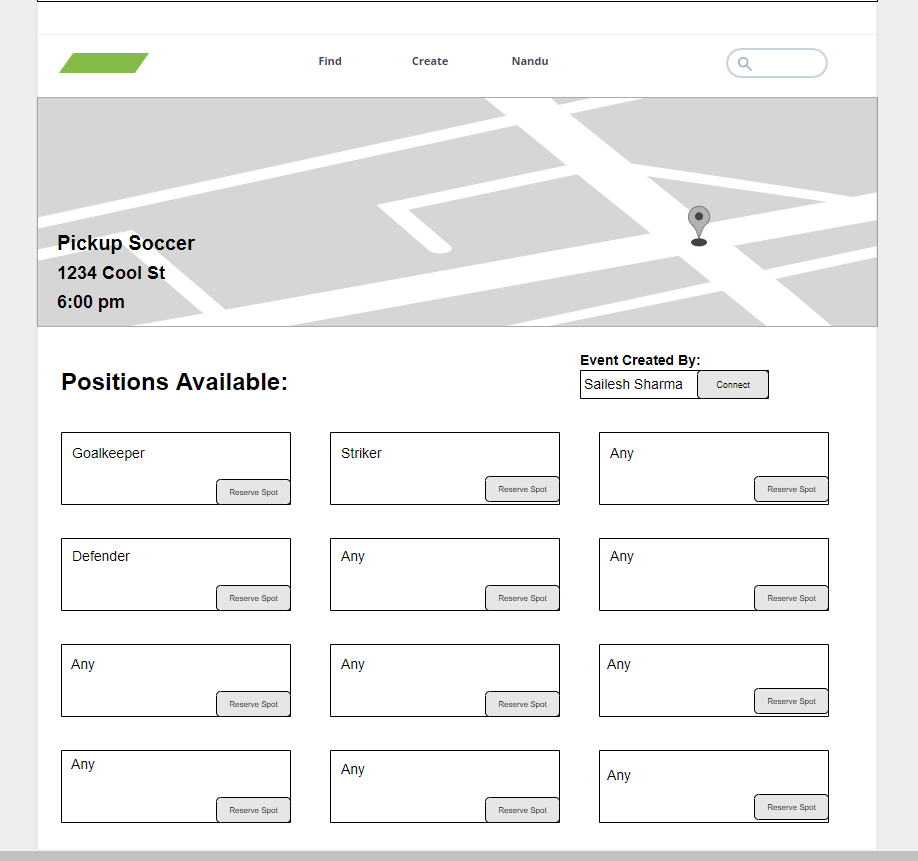 Find Create Nandu
Pickup Soccer
1234 Cool St
6:00 pm
Event Created By:
Positions Available:
Sailesh Sharma Connect
Goalkeeper Striker Any
Reserve Spot Reserve Spot Reserve Spot
Defender Any Any
Reserve Spot Reserve Spot Reserve Spot
Any Any Any
Reserve Spot Reserve Spot Reserve Spot
Any Any Any
Reserve Spot Reserve Spot Reserve Spot